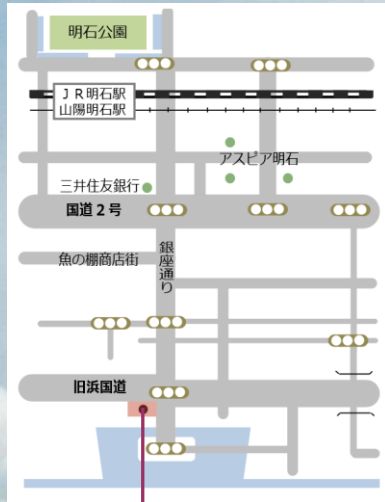 明石公園
JR明石駅
山陽明石駅
アスピア明石
三井住友銀行
国道2号
魚の棚商店街
銀座通り
旧浜国道